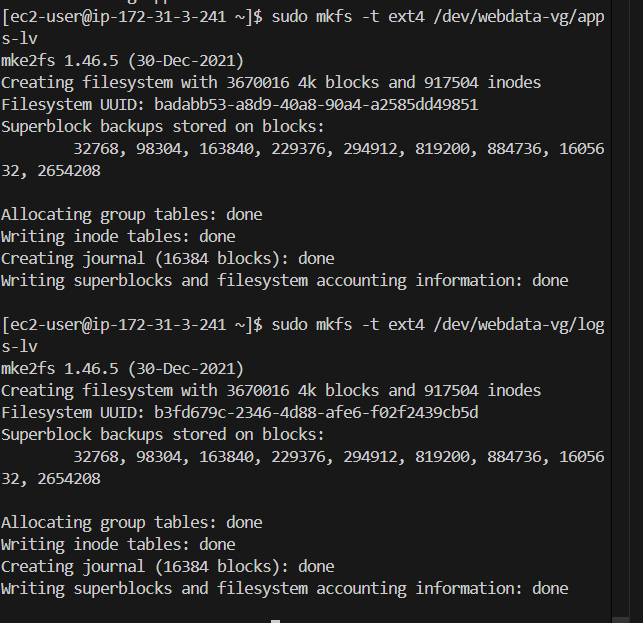 [ec2-user@ip-172-31-3-241 ~]$ sudo mkfs -t ext4 /dev/webdata-vg/app
s-lv
mke2fs 1.46.5 (30-Dec-2021)
Creating filesystem with 3670016 4k blocks and 917504 inodes
Filesystem UUID: badabb53-a8d9-40a8-90a4-a2585dd49851
Superblock backups stored on blocks:
        32768, 98304, 163840, 229376, 294912, 819200, 884736, 16056
32, 2654208

Allocating group tables: done
Writing inode tables: done
Creating journal (16384 blocks): done
Writing superblocks and filesystem accounting information: done

[ec2-user@ip-172-31-3-241 ~]$ sudo mkfs -t ext4 /dev/webdata-vg/log
s-lv
mke2fs 1.46.5 (30-Dec-2021)
Creating filesystem with 3670016 4k blocks and 917504 inodes
Filesystem UUID: b3fd679c-2346-4d88-afe6-f02f2439cb5d
Superblock backups stored on blocks:
        32768, 98304, 163840, 229376, 294912, 819200, 884736, 16056
32, 2654208

Allocating group tables: done
Writing inode tables: done
Creating journal (16384 blocks): done
Writing superblocks and filesystem accounting information: done